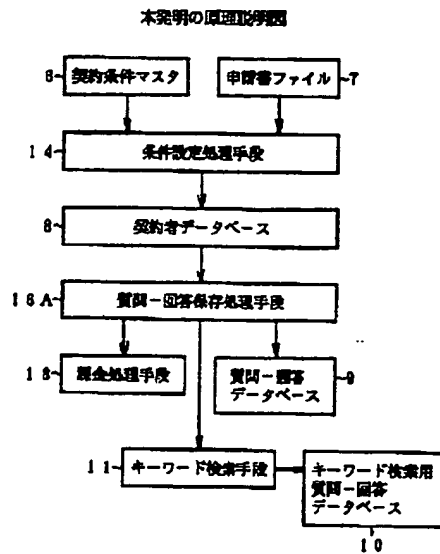 本発明の原理説明図
6 契約条件マスタ
申請書ファイル 7
14 条件設定処理手段
8 契約者データベース
16A 質問−回答保存処理手段
18 課金処理手段
質問−回答 9
データベース
11 キーワード検索手段
キーワード検索用
質問−回答
データベース
10